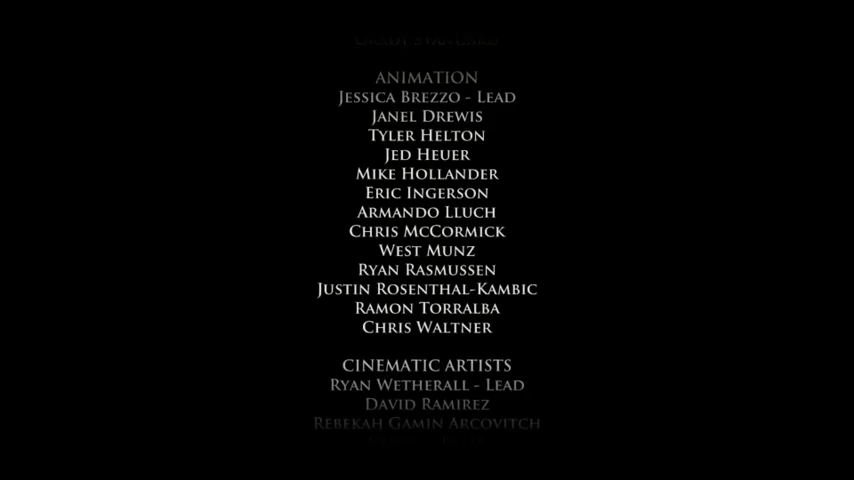 ANIMATION
JESSICA BREZZO - LEAD
JANEL DREWIS
TYLER HELTON
JED HEUER
MIKE HOLLANDER
ERIC INGERSON
ARMANDO LLUCH
CHRIS MCCORMICK
WEST MUNZ
RYAN RASMUSSEN
JUSTIN ROSENTHAL-KAMBIC
RAMON TORRALBA
CHRIS WALTNER
CINEMATIC ARTISTS
RYAN WETHERALL - LEAD
DAVID RAMIREZ
REBEKAH GAMIN ARCOVITCH